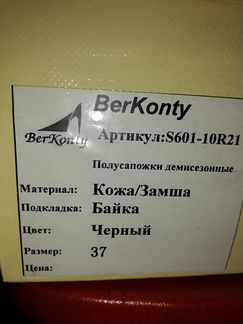 BerKonty
BerKonty
Артикул:S601-10R21
Полусапожки демисезонные
Материал: Кожа/Замша
Подкладка: Байка
Цвет: Черный
Размер: 37
Цена: